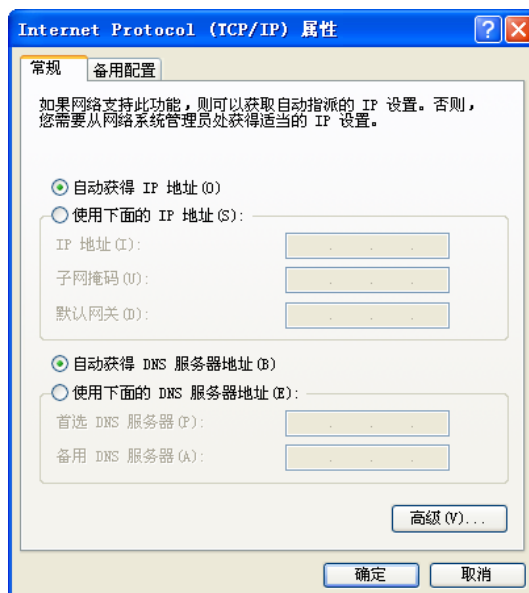 Internet Protocol (TCP/IP) 属性
常规
备用配置
如果网络支持此功能，则可以获取自动指派的 IP 设置。否则，
您需要从网络系统管理员处获得适当的 IP 设置。
自动获得 IP 地址(O)
使用下面的 IP 地址(S):
IP 地址(I):
子网掩码(U):
默认网关(D):
自动获得 DNS 服务器地址(B)
使用下面的 DNS 服务器地址(E):
首选 DNS 服务器(P):
备用 DNS 服务器(A):
高级(V)...
确定
取消